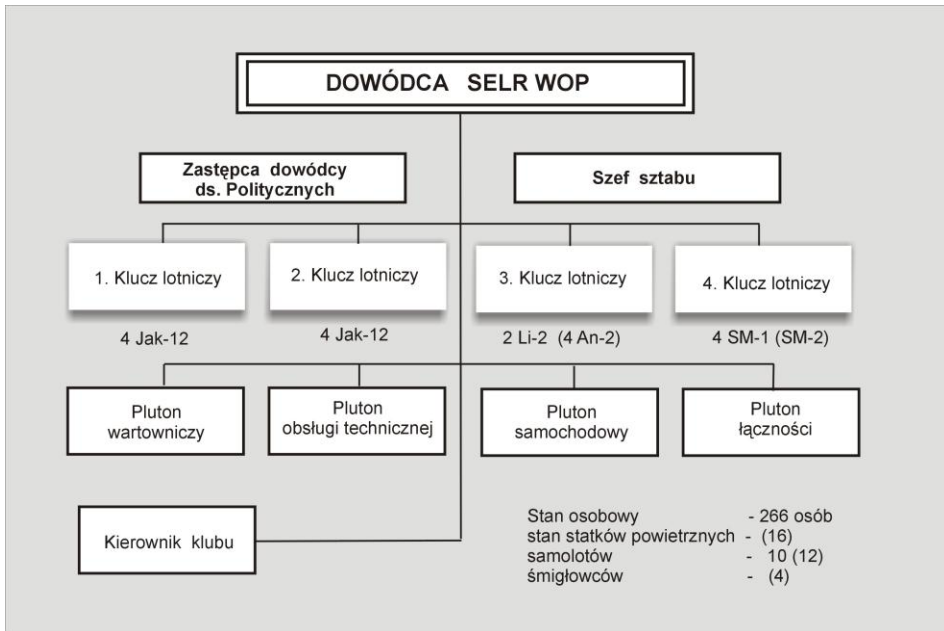 DOWÓDCA SELR WOP
Zastępca dowódcy
ds. Politycznych
Szef sztabu
1. Klucz lotniczy
2. Klucz lotniczy
3. Klucz lotniczy
4. Klucz lotniczy
4 Jak-12
4 Jak-12
2 Li-2 (4 An-2)
4 SM-1 (SM-2)
Pluton
wartowniczy
Pluton
obsługi technicznej
Pluton
samochodowy
Pluton
łączności
Kierownik klubu
Stan osobowy - 266 osób
stan statków powietrznych - (16)
samolotów - 10 (12)
śmigłowców - (4)